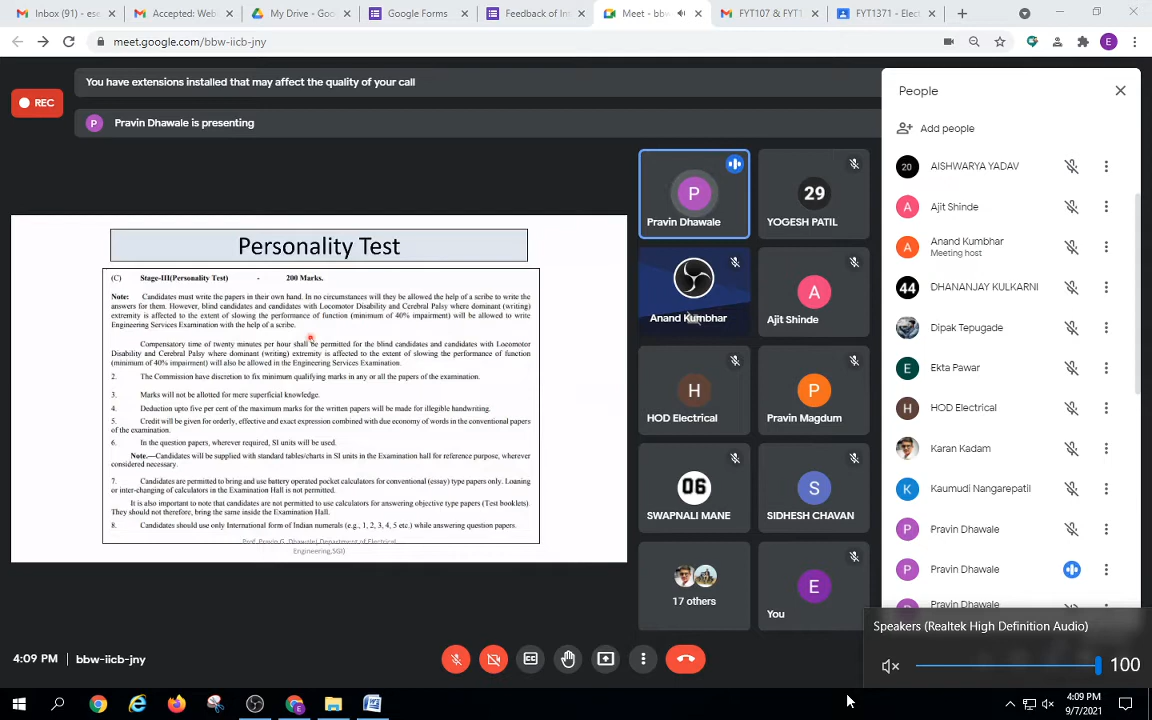 Inbox (91) - ese
Accepted: Web
My Drive - Goo
Google Forms
Feedback of Int
Meet - bbw
FYT107 & FYT1
FYT1371 - Elect
meet.google.com/bbw-iicb-jny
E
You have extensions installed that may affect the quality of your call
REC
P
Pravin Dhawale is presenting
Personality Test
(C) Stage-III(Personality Test) - 200 Marks.
Note: Candidates must write the papers in their own hand. In no circumstances will they be allowed the help of a scribe to write the
answers for them. However, blind candidates and candidates with Locomotor Disability and Cerebral Palsy where dominant (writing)
extremity is affected to the extent of slowing the performance of function (minimum of 40% impairment) will be allowed to write
Engineering Services Examination with the help of a scribe.
Compensatory time of twenty minutes per hour shall be permitted for the blind candidates and candidates with Locomotor
Disability and Cerebral Palsy where dominant (writing) extremity is affected to the extent of slowing the performance of function
(minimum of 40% impairment) will also be allowed in the Engineering Services Examination.
2. The Commission have discretion to fix minimum qualifying marks in any or all the papers of the examination.
3. Marks will not be allotted for mere superficial knowledge.
4. Deduction upto five per cent of the maximum marks for the written papers will be made for illegible handwriting.
5. Credit will be given for orderly, effective and exact expression combined with due economy of words in the conventional papers
of the examination.
6. In the question papers, wherever required, SI units will be used.
Note.—Candidates will be supplied with standard tables/charts in SI units in the Examination hall for reference purpose, wherever
considered necessary.
7. Candidates are permitted to bring and use battery operated pocket calculators for conventional (essay) type papers only. Loaning
or inter-changing of calculators in the Examination Hall is not permitted.
It is also important to note that candidates are not permitted to use calculators for answering objective type papers (Test booklets).
They should not therefore, bring the same inside the Examination Hall.
8. Candidates should use only International form of Indian numerals (e.g., 1, 2, 3, 4, 5 etc.) while answering question papers.
Prof. Pravin G. Dhawale( Department of Electrical
Engineering,SGI)
P
Pravin Dhawale
29
YOGESH PATIL
Anand Kumbhar
A
Ajit Shinde
H
HOD Electrical
P
Pravin Magdum
06
SWAPNALI MANE
S
SIDHESH CHAVAN
17 others
E
You
People
Add people
20 AISHWARYA YADAV
A Ajit Shinde
A Anand Kumbhar
Meeting host
44 DHANANJAY KULKARNI
Dipak Tepugade
E Ekta Pawar
H HOD Electrical
Karan Kadam
K Kaumudi Nangarepatil
P Pravin Dhawale
P Pravin Dhawale
P Pravin Dhawale
Speakers (Realtek High Definition Audio)
100
4:09 PM | bbw-iicb-jny
4:09 PM
9/7/2021